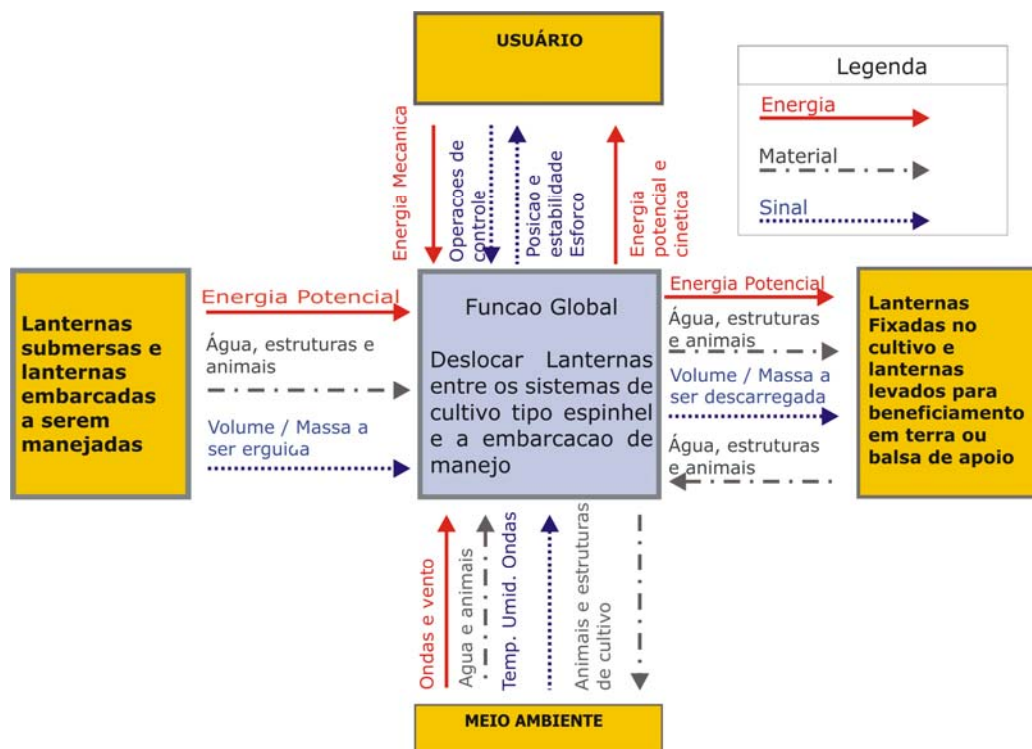 USUÁRIO
Legenda
Energia
Material
Sinal
Energia Mecanica
Operacoes de
controle
Posicao e
estabilidade
Esforco
Energia
potencial e
cinetica
Lanternas
submersas e
lanternas
embarcadas
a serem
manejadas
Energia Potencial
Água, estruturas e
animais
Volume / Massa a
ser erguida
Funcao Global
Deslocar Lanternas
entre os sistemas de
cultivo tipo espinhel
e a embarcacao de
manejo
Energia Potencial
Água, estruturas
e animais
Volume / Massa a
ser descarregada
Água, estruturas
e animais
Lanternas
Fixadas no
cultivo e
lanternas
levados para
beneficiamento
em terra ou
balsa de apoio
Ondas e vento
Agua e animais
Temp. Umid. Ondas
Animais e estruturas
de cultivo
MEIO AMBIENTE